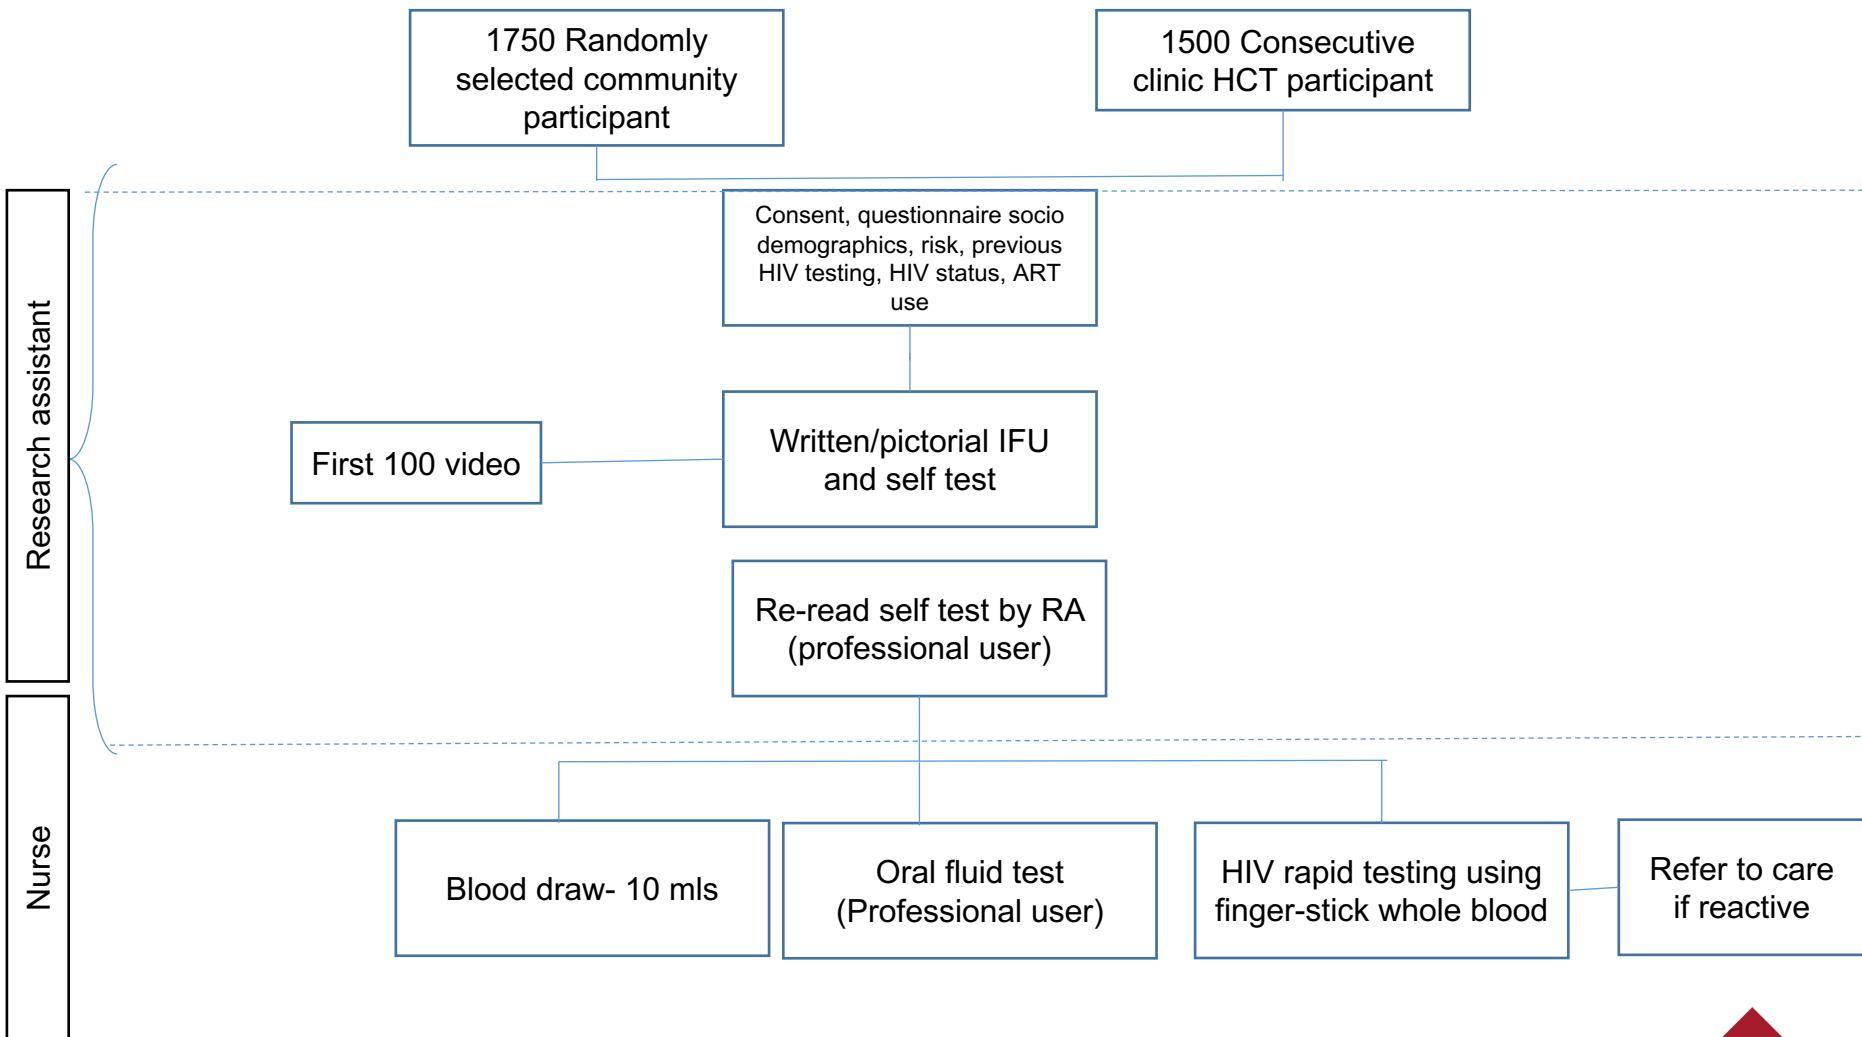 1750 Randomly
selected community
participant
1500 Consecutive
clinic HCT participant
Research assistant
Consent, questionnaire socio
demographics, risk, previous
HIV testing, HIV status, ART
use
First 100 video
Written/pictorial IFU
and self test
Re-read self test by RA
(professional user)
Nurse
Blood draw- 10 mls
Oral fluid test
(Professional user)
HIV rapid testing using
finger-stick whole blood
Refer to care
if reactive